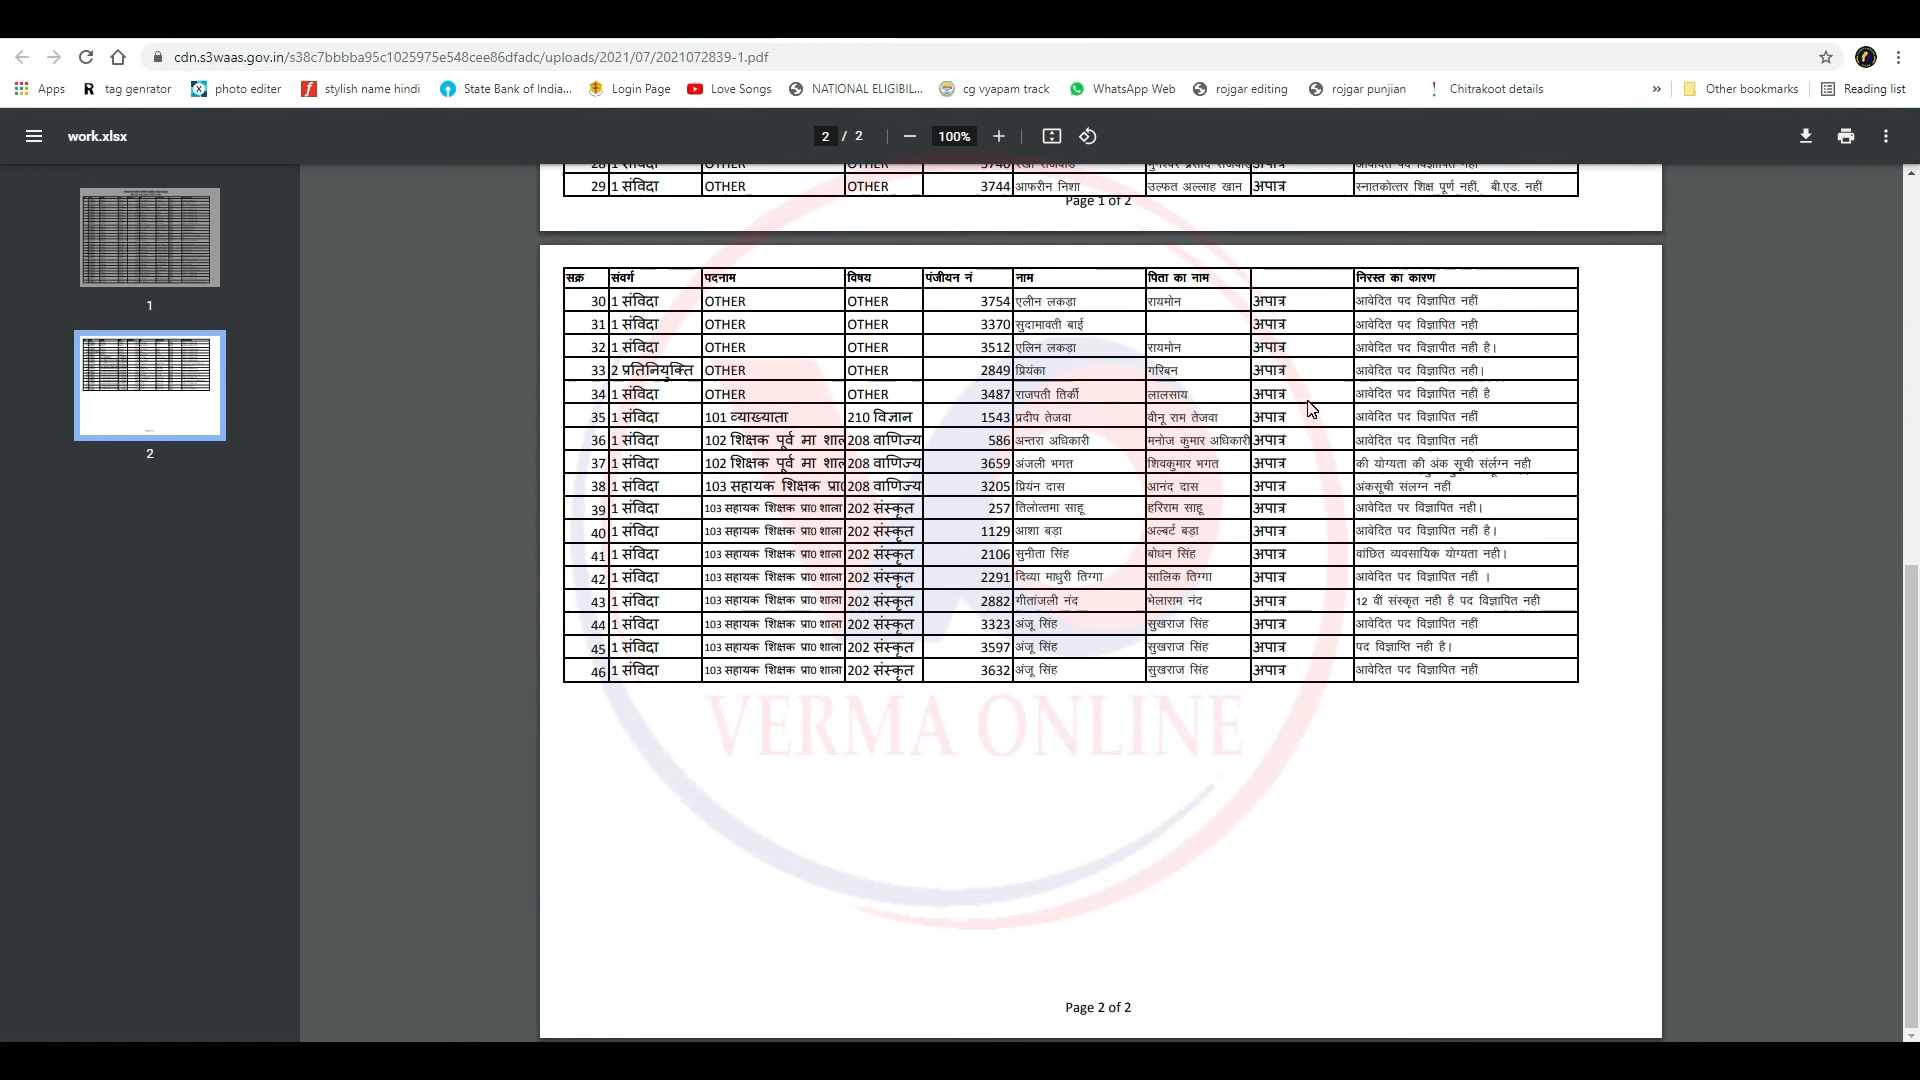 cdn.s3waas.gov.in/s38c7bbbba95c1025975e548cee86dfadc/uploads/2021/07/2021072839-1.pdf
Apps R tag genrator photo editer stylish name hindi State Bank of India... Login Page Love Songs NATIONAL ELIGIBIL... cg vyapam track WhatsApp Web rojgar editing rojgar punjian Chitrakoot details » Other bookmarks Reading list
work.xlsx 2 / 2 100%
29 1 संविदा OTHER OTHER 3744 आफरीन निशा उल्फत अल्लाह खान अपात्र स्नातकोत्तर शिक्ष पूर्ण नहीं, बी.एड. नहीं
Page 1 of 2
सक्र संवर्ग पदनाम विषय पंजीयन नं नाम पिता का नाम निरस्त का कारण
30 1 संविदा OTHER OTHER 3754 एलीन लकडा रायमोन अपात्र आवेदित पद विज्ञापित नहीं
31 1 संविदा OTHER OTHER 3370 सुदामावती बाई अपात्र आवेदित पद विज्ञापित नही
32 1 संविदा OTHER OTHER 3512 एलिन लकड़ा रायमोन अपात्र आवेदित पद विज्ञापीत नही है।
33 2 प्रतिनियुक्ति OTHER OTHER 2849 प्रियंका गरिबन अपात्र आवेदित पद विज्ञापित नही।
34 1 संविदा OTHER OTHER 3487 राजपती तिर्की लालसाय अपात्र आवेदित पद विज्ञापित नहीं है
35 1 संविदा 101 व्याख्याता 210 विज्ञान 1543 प्रदीप तेजवा वीनू राम तेजवा अपात्र आवेदित पद विज्ञापित नहीं
36 1 संविदा 102 शिक्षक पूर्व मा शाल 208 वाणिज्य 586 अन्तरा अधिकारी मनोज कुमार अधिकारी अपात्र आवेदित पद विज्ञापित नहीं
37 1 संविदा 102 शिक्षक पूर्व मा शाल 208 वाणिज्य 3659 अंजली भगत शिवकुमार भगत अपात्र की योग्यता की अंक सूची संर्लग्न नही
38 1 संविदा 103 सहायक शिक्षक प्रा 208 वाणिज्य 3205 प्रियंन दास आनंद दास अपात्र अंकसूची संलग्न नहीं
39 1 संविदा 103 सहायक शिक्षक प्रा0 शाला 202 संस्कृत 257 तिलोत्तमा साहू हरिराम साहू अपात्र आवेदित पर विज्ञापित नही।
40 1 संविदा 103 सहायक शिक्षक प्रा0 शाला 202 संस्कृत 1129 आशा बड़ा अल्बर्ट बड़ा अपात्र आवेदित पद विज्ञापित नहीं है।
41 1 संविदा 103 सहायक शिक्षक प्रा0 शाला 202 संस्कृत 2106 सुनीता सिंह बोधन सिंह अपात्र वांछित व्यवसायिक योग्यता नही।
42 1 संविदा 103 सहायक शिक्षक प्रा0 शाला 202 संस्कृत 2291 दिव्या माधुरी तिग्गा सालिक तिग्गा अपात्र आवेदित पद विज्ञापित नहीं ।
43 1 संविदा 103 सहायक शिक्षक प्रा0 शाला 202 संस्कृत 2882 गीतांजली नंद भेलाराम नंद अपात्र 12 वीं संस्कृत नही है पद विज्ञापित नही
44 1 संविदा 103 सहायक शिक्षक प्रा0 शाला 202 संस्कृत 3323 अंजू सिंह सुखराज सिंह अपात्र आवेदित पद विज्ञापित नहीं
45 1 संविदा 103 सहायक शिक्षक प्रा0 शाला 202 संस्कृत 3597 अंजू सिंह सुखराज सिंह अपात्र पद विज्ञाप्ति नही है।
46 1 संविदा 103 सहायक शिक्षक प्रा0 शाला 202 संस्कृत 3632 अंजू सिंह सुखराज सिंह अपात्र आवेदित पद विज्ञापित नहीं
VERMA ONLINE
Page 2 of 2
1
2